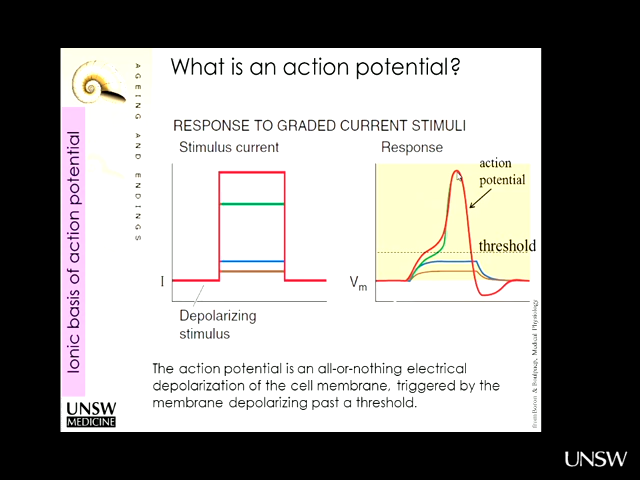 What is an action potential?
AGEING AND ENDINGS
Ionic basis of action potential
RESPONSE TO GRADED CURRENT STIMULI
Stimulus current
Response
action
potential
threshold
I
Vm
Depolarizing
stimulus
The action potential is an all-or-nothing electrical
depolarization of the cell membrane, triggered by the
membrane depolarizing past a threshold.
UNSW
MEDICINE
Boron & Boulpaep, Medical Physiology
UNSW